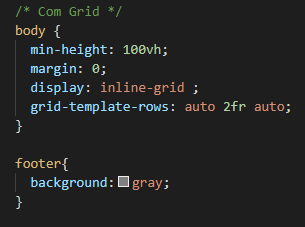 /* Com Grid */
body {
  min-height: 100vh;
  margin: 0;
  display: inline-grid ;
  grid-template-rows: auto 2fr auto;
}

footer{
  background: gray;
}